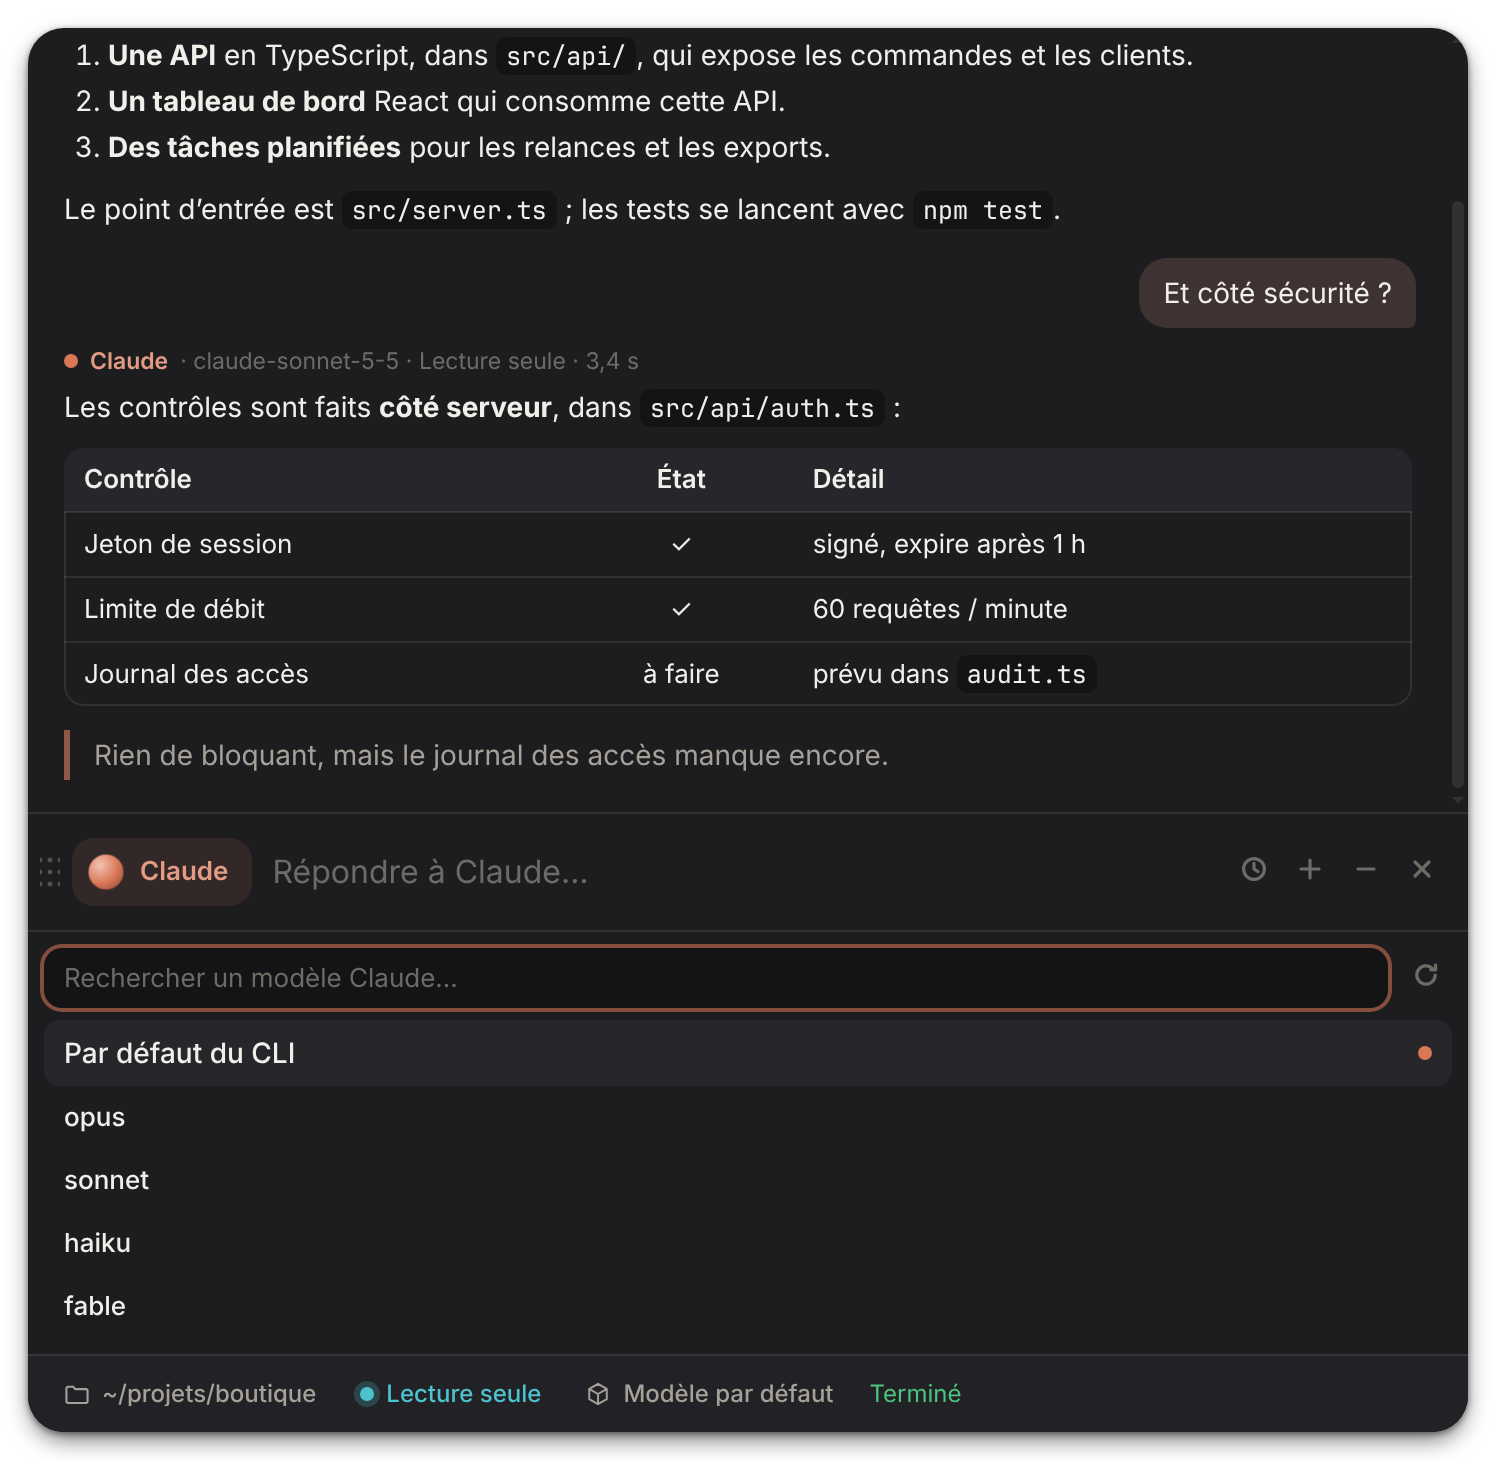 1. Une API en TypeScript, dans src/api/, qui expose les commandes et les clients.
2. Un tableau de bord React qui consomme cette API.
3. Des tâches planifiées pour les relances et les exports.
Le point d’entrée est src/server.ts ; les tests se lancent avec npm test.
Et côté sécurité ?
Claude · claude-sonnet-5-5 · Lecture seule · 3,4 s
Les contrôles sont faits côté serveur, dans src/api/auth.ts :
Contrôle État Détail
Jeton de session ✓ signé, expire après 1 h
Limite de débit ✓ 60 requêtes / minute
Journal des accès à faire prévu dans audit.ts
Rien de bloquant, mais le journal des accès manque encore.
Claude Répondre à Claude…
Rechercher un modèle Claude…
Par défaut du CLI
opus
sonnet
haiku
fable
~/projets/boutique Lecture seule Modèle par défaut Terminé